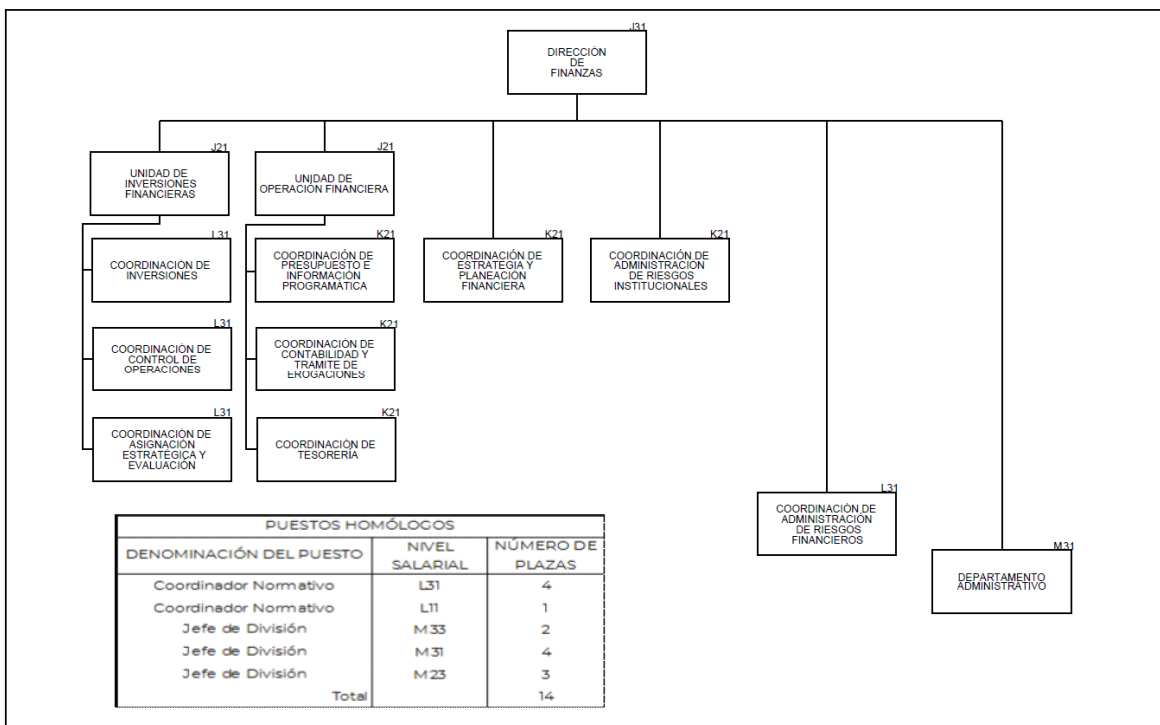 J31
DIRECCIÓN
DE
FINANZAS
J21
UNIDAD DE
INVERSIONES
FINANCIERAS
J21
UNIDAD DE
OPERACIÓN FINANCIERA
L31
COORDINACIÓN DE
INVERSIONES
K21
COORDINACIÓN DE
PRESUPUESTO E
INFORMACIÓN
PROGRAMÁTICA
K21
COORDINACIÓN DE
ESTRATEGIA Y
PLANEACIÓN
FINANCIERA
K21
COORDINACIÓN DE
ADMINISTRACIÓN
DE RIESGOS
INSTITUCIONALES
L31
COORDINACIÓN DE
CONTROL DE
OPERACIONES
K21
COORDINACIÓN DE
CONTABILIDAD Y
TRAMITE DE
EROGACIONES
L31
COORDINACIÓN DE
ASIGNACIÓN
ESTRATÉGICA Y
EVALUACIÓN
K21
COORDINACIÓN DE
TESORERÍA
L31
COORDINACIÓN DE
ADMINISTRACIÓN
DE RIESGOS
FINANCIEROS
M31
DEPARTAMENTO
ADMINISTRATIVO
PUESTOS HOMÓLOGOS
DENOMINACIÓN DEL PUESTO NIVEL SALARIAL NÚMERO DE PLAZAS
Coordinador Normativo L31 4
Coordinador Normativo L11 1
Jefe de División M33 2
Jefe de División M31 4
Jefe de División M23 3
Total 14